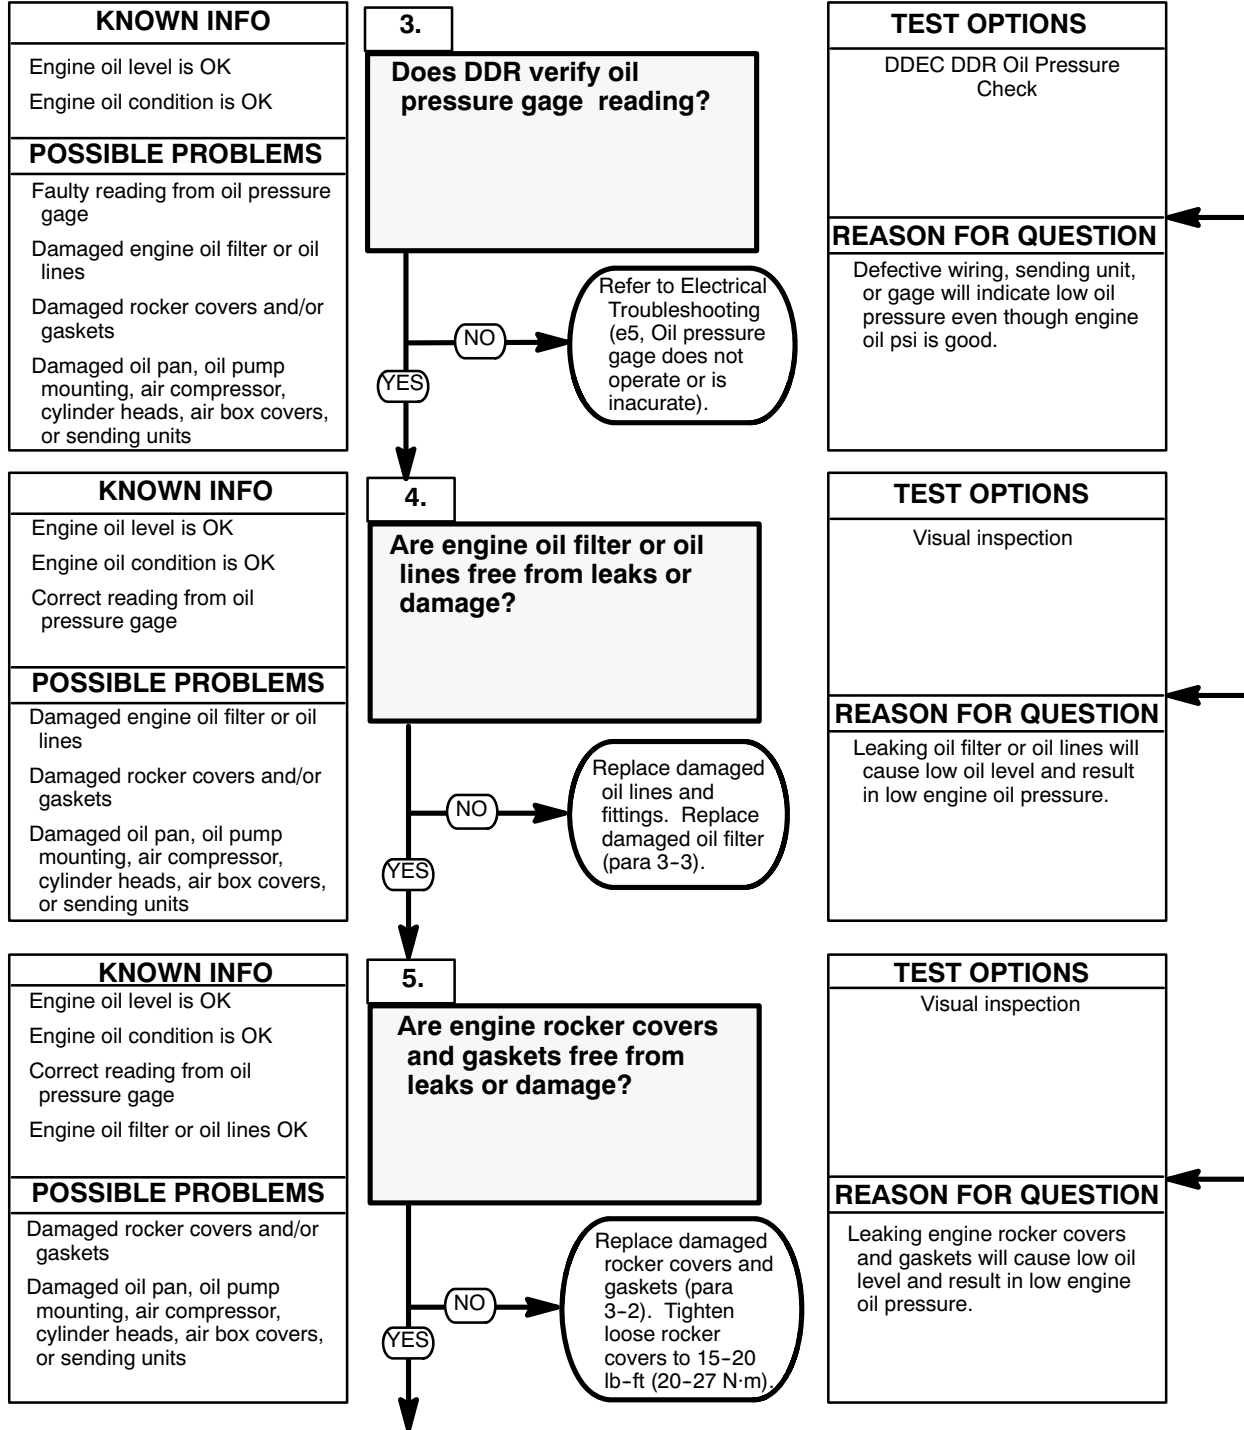 KNOWN INFO
Engine oil level is OK
Engine oil condition is OK
POSSIBLE PROBLEMS
Faulty reading from oil pressure
gage
Damaged engine oil filter or oil
lines
Damaged rocker covers and/or
gaskets
Damaged oil pan, oil pump
mounting, air compressor,
cylinder heads, air box covers,
or sending units
3.
Does DDR verify oil
pressure gage reading?
NO
Refer to Electrical
Troubleshooting
(e5, Oil pressure
gage does not
operate or is
inacurate).
YES
TEST OPTIONS
DDEC DDR Oil Pressure
Check
REASON FOR QUESTION
Defective wiring, sending unit,
or gage will indicate low oil
pressure even though engine
oil psi is good.
KNOWN INFO
Engine oil level is OK
Engine oil condition is OK
Correct reading from oil
pressure gage
POSSIBLE PROBLEMS
Damaged engine oil filter or oil
lines
Damaged rocker covers and/or
gaskets
Damaged oil pan, oil pump
mounting, air compressor,
cylinder heads, air box covers,
or sending units
4.
Are engine oil filter or oil
lines free from leaks or
damage?
NO
Replace damaged
oil lines and
fittings. Replace
damaged oil filter
(para 3-3).
YES
TEST OPTIONS
Visual inspection
REASON FOR QUESTION
Leaking oil filter or oil lines will
cause low oil level and result
in low engine oil pressure.
KNOWN INFO
Engine oil level is OK
Engine oil condition is OK
Correct reading from oil
pressure gage
Engine oil filter or oil lines OK
POSSIBLE PROBLEMS
Damaged rocker covers and/or
gaskets
Damaged oil pan, oil pump
mounting, air compressor,
cylinder heads, air box covers,
or sending units
5.
Are engine rocker covers
and gaskets free from
leaks or damage?
NO
Replace damaged
rocker covers and
gaskets (para
3-2). Tighten
loose rocker
covers to 15-20
lb-ft (20-27 N·m).
YES
TEST OPTIONS
Visual inspection
REASON FOR QUESTION
Leaking engine rocker covers
and gaskets will cause low oil
level and result in low engine
oil pressure.